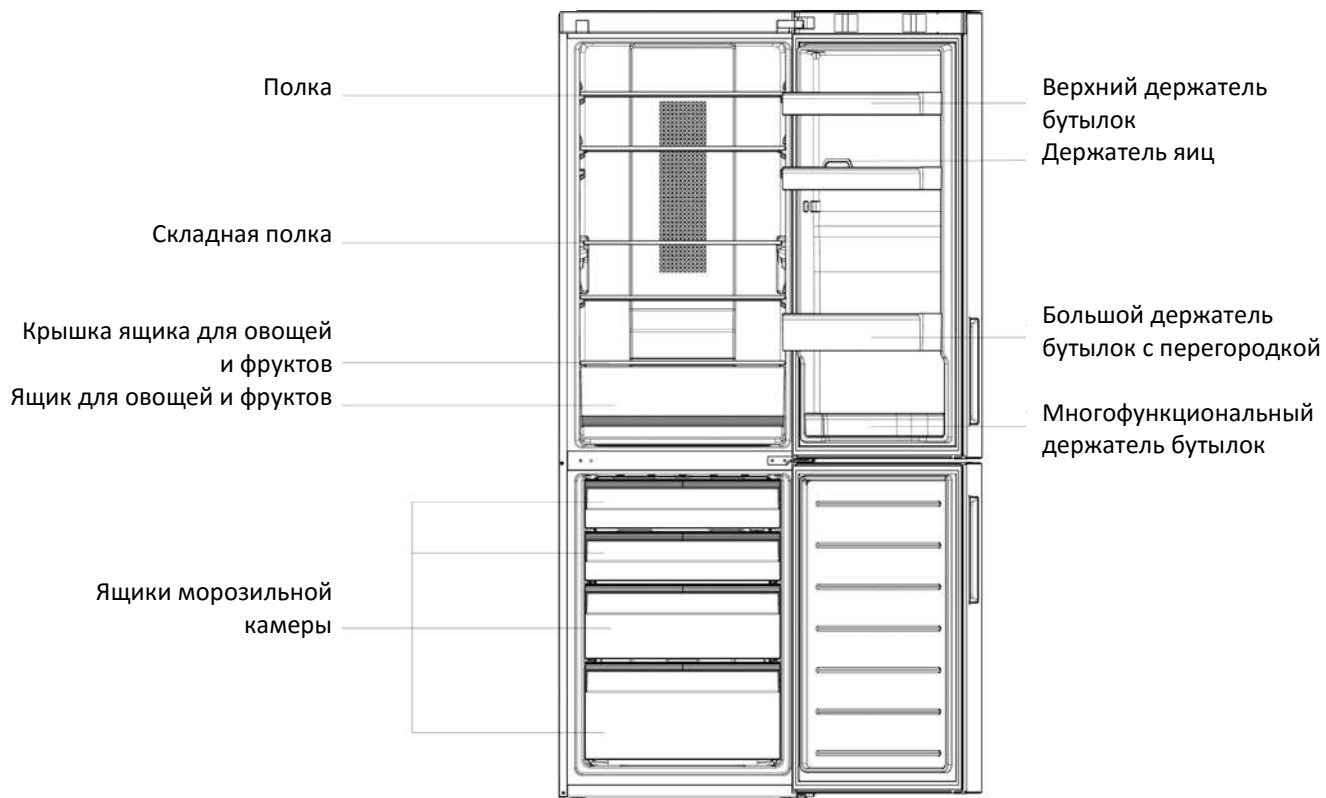 Полка
Складная полка
Крышка ящика для овощей
и фруктов
Ящик для овощей и фруктов
Ящики морозильной
камеры
Верхний держатель
бутылок
Держатель яиц
Большой держатель
бутылок с перегородкой
Многофункциональный
держатель бутылок